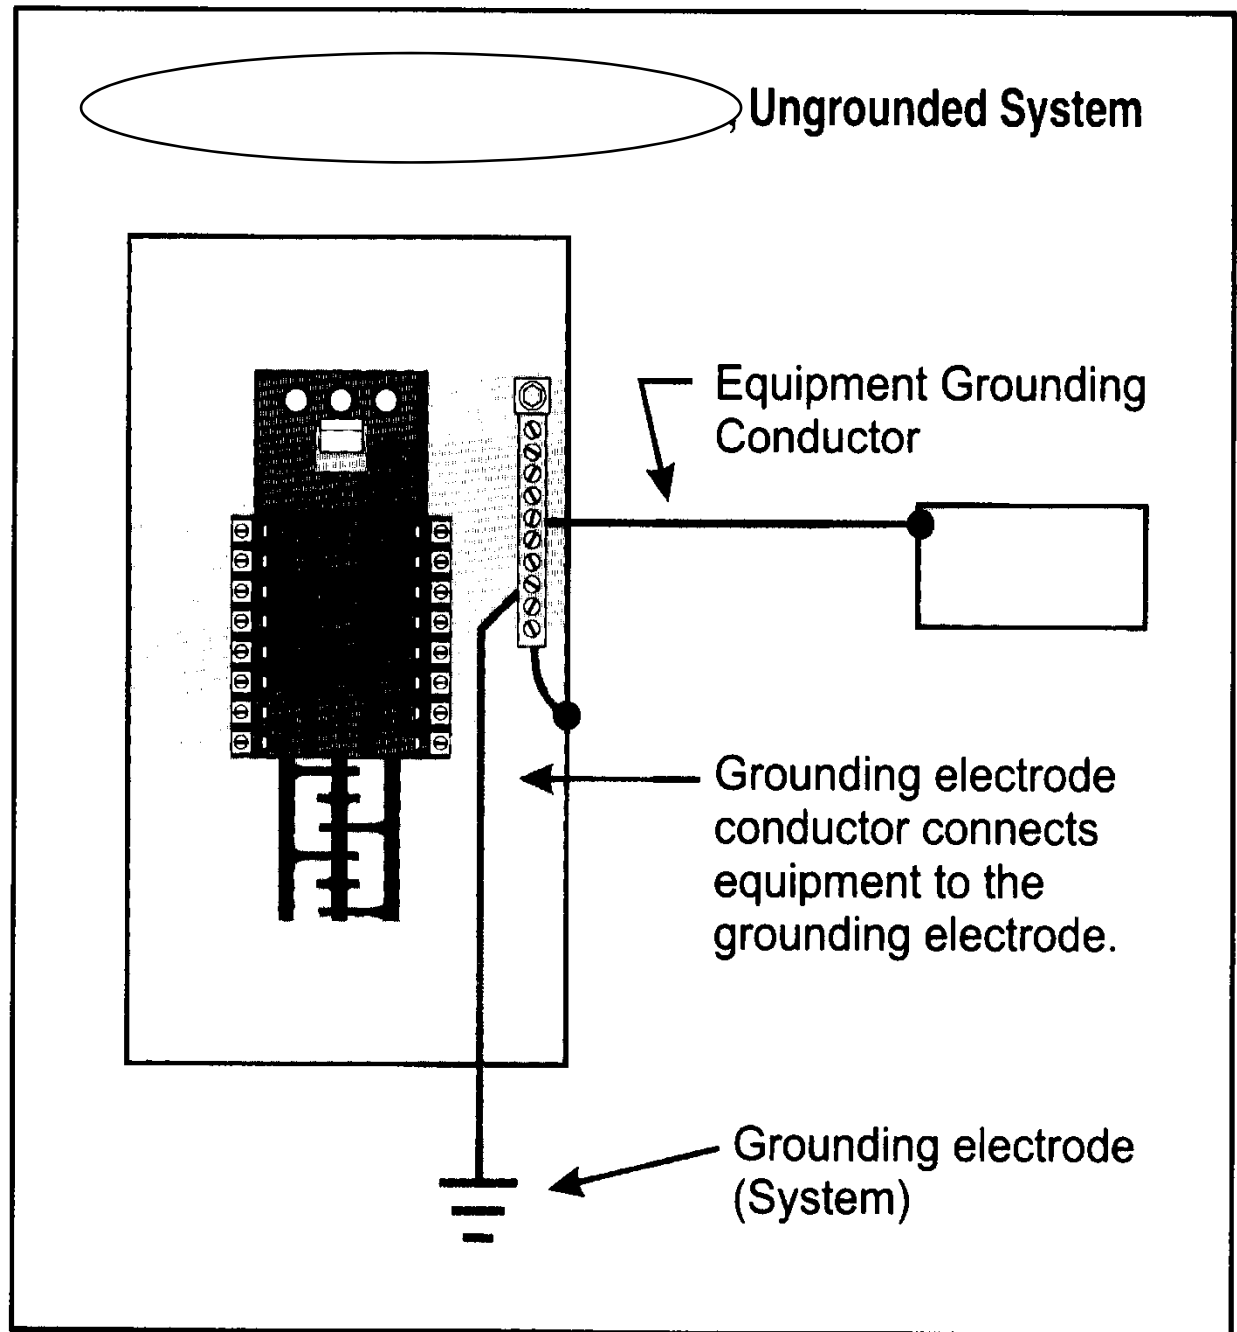 , Ungrounded System
Equipment Grounding
Conductor
Grounding electrode
conductor connects
equipment to the
grounding electrode.
Grounding electrode
(System)